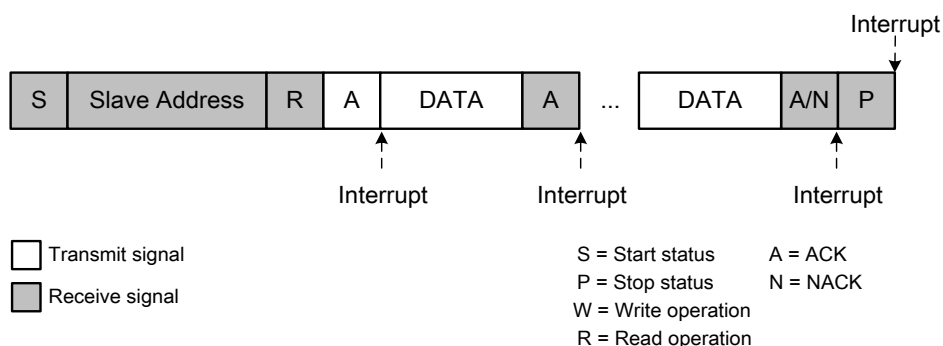 Interrupt
S Slave Address R A DATA A ... DATA A/N P
Interrupt Interrupt Interrupt
Transmit signal
Receive signal
S = Start status A = ACK
P = Stop status N = NACK
W = Write operation
R = Read operation